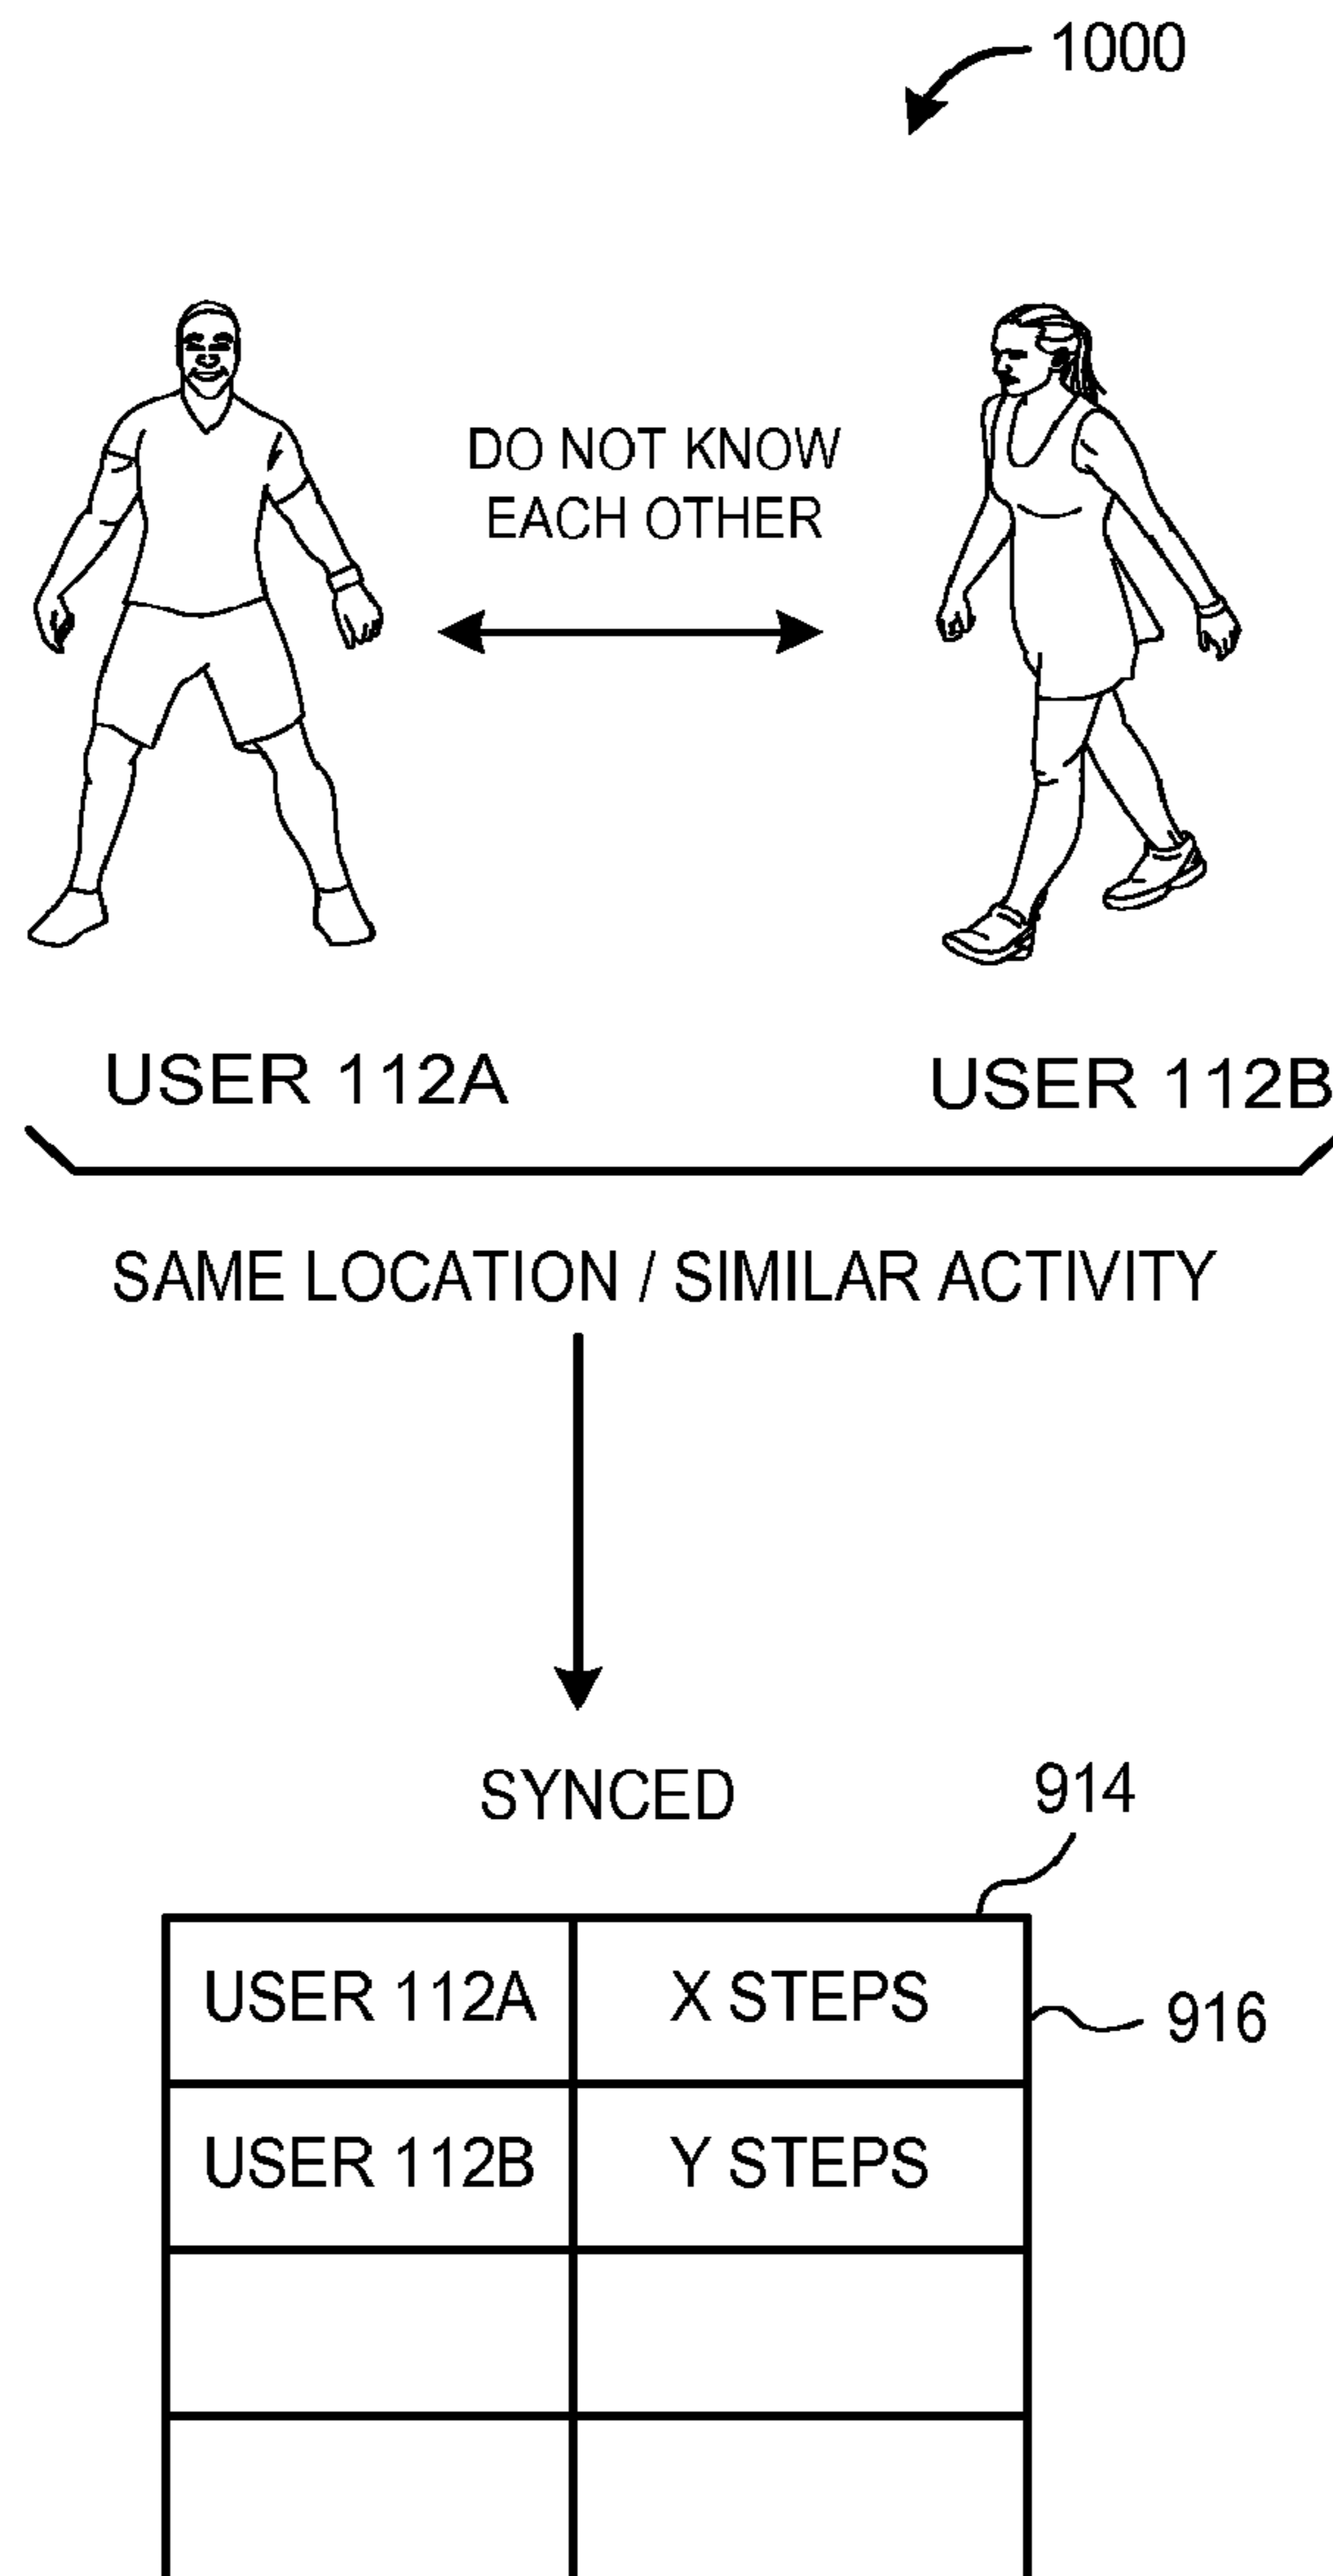 1000
DO NOT KNOW
EACH OTHER
USER 112A
USER 112B
SAME LOCATION / SIMILAR ACTIVITY
SYNCED
914
USER 112A X STEPS
916
USER 112B Y STEPS